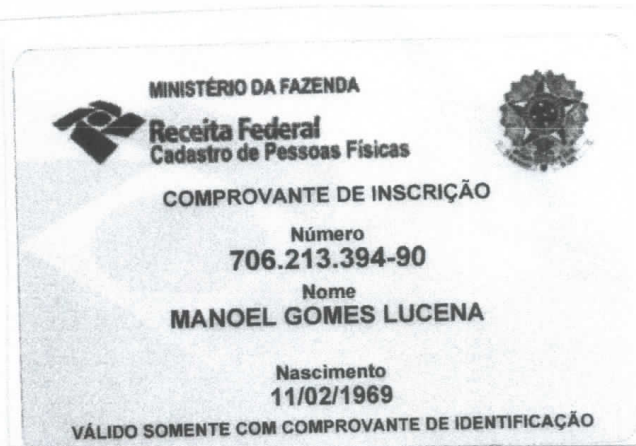 MINISTÉRIO DA FAZENDA
Receita Federal
Cadastro de Pessoas Físicas
COMPROVANTE DE INSCRIÇÃO
Número
706.213.394-90
Nome
MANOEL GOMES LUCENA
Nascimento
11/02/1969
VÁLIDO SOMENTE COM COMPROVANTE DE IDENTIFICAÇÃO